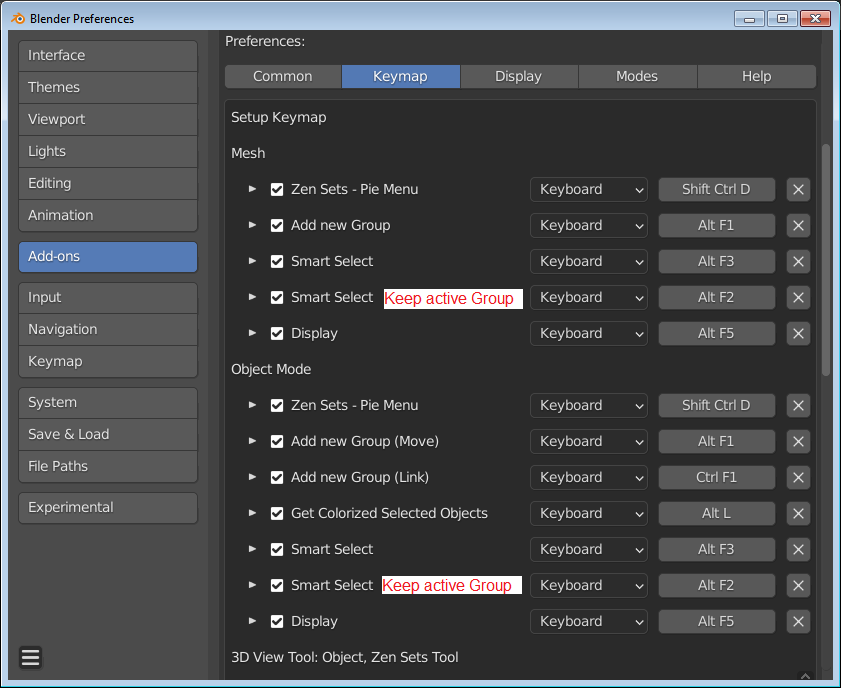 Blender Preferences
Interface
Themes
Viewport
Lights
Editing
Animation
Add-ons
Input
Navigation
Keymap
System
Save & Load
File Paths
Experimental
Preferences:
Common Keymap Display Modes Help
Setup Keymap
Mesh
Zen Sets - Pie Menu Keyboard Shift Ctrl D
Add new Group Keyboard Alt F1
Smart Select Keyboard Alt F3
Smart Select Keep active Group Keyboard Alt F2
Display Keyboard Alt F5
Object Mode
Zen Sets - Pie Menu Keyboard Shift Ctrl D
Add new Group (Move) Keyboard Alt F1
Add new Group (Link) Keyboard Ctrl F1
Get Colorized Selected Objects Keyboard Alt L
Smart Select Keyboard Alt F3
Smart Select Keep active Group Keyboard Alt F2
Display Keyboard Alt F5
3D View Tool: Object, Zen Sets Tool